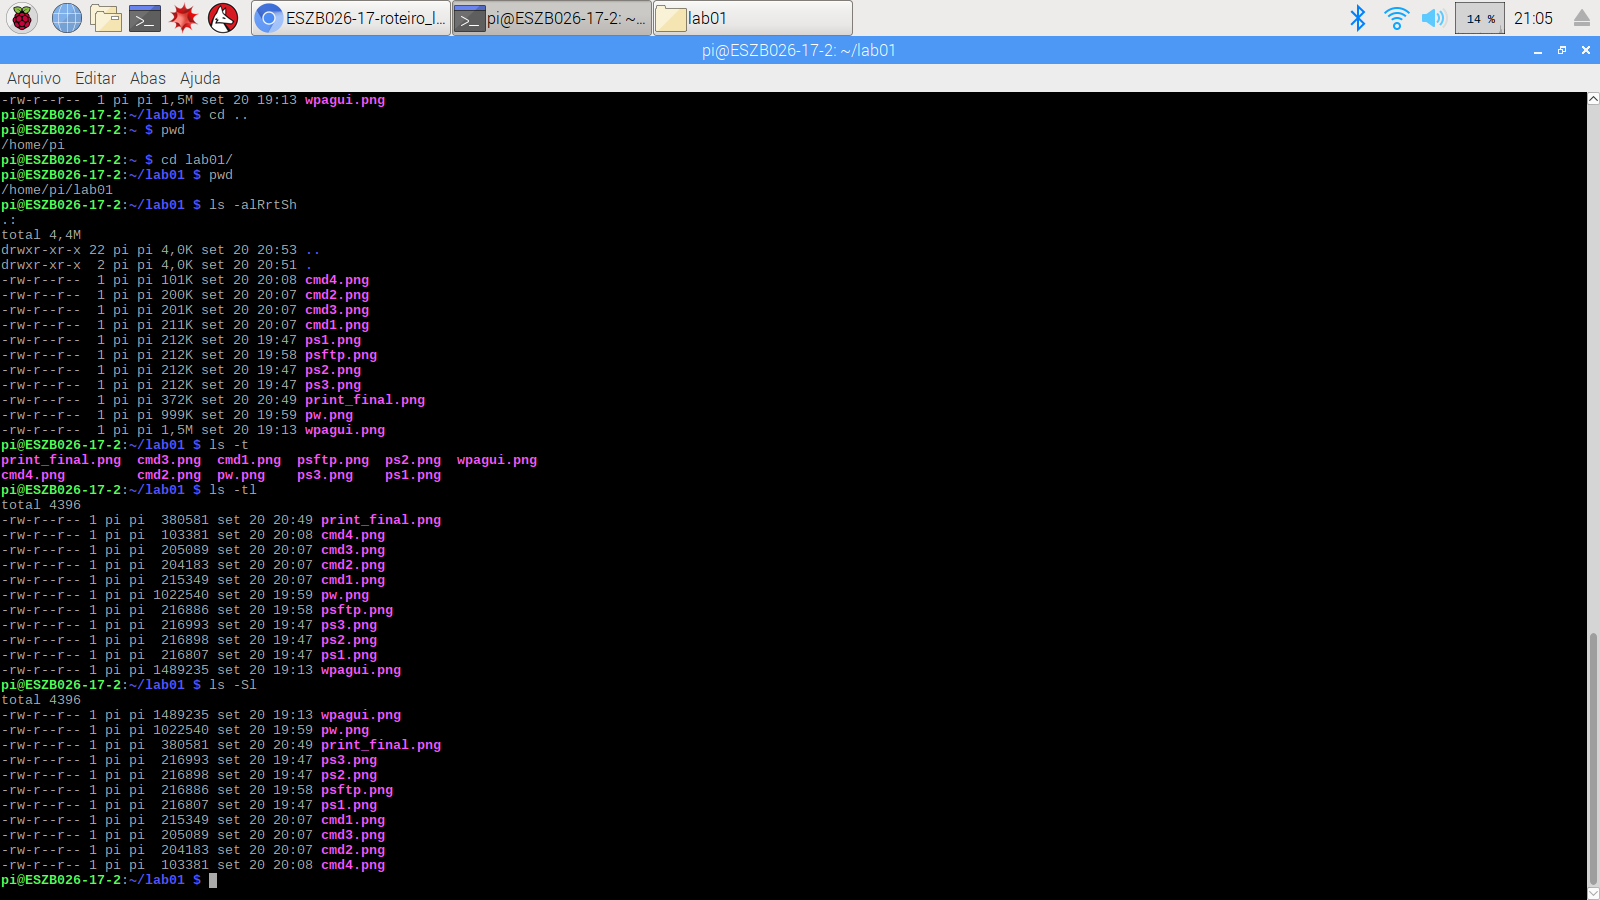 ESZB026-17-roteiro_l...
pi@ESZB026-17-2: ~...
lab01
14 %
21:05
pi@ESZB026-17-2: ~/lab01
Arquivo Editar Abas Ajuda
-rw-r--r--  1 pi pi 1,5M set 20 19:13 wpagui.png
pi@ESZB026-17-2:~/lab01 $ cd ..
pi@ESZB026-17-2:~ $ pwd
/home/pi
pi@ESZB026-17-2:~ $ cd lab01/
pi@ESZB026-17-2:~/lab01 $ pwd
/home/pi/lab01
pi@ESZB026-17-2:~/lab01 $ ls -alRrtSh
.:
total 4,4M
drwxr-xr-x 22 pi pi 4,0K set 20 20:53 ..
drwxr-xr-x  2 pi pi 4,0K set 20 20:51 .
-rw-r--r--  1 pi pi 101K set 20 20:08 cmd4.png
-rw-r--r--  1 pi pi 200K set 20 20:07 cmd2.png
-rw-r--r--  1 pi pi 201K set 20 20:07 cmd3.png
-rw-r--r--  1 pi pi 211K set 20 20:07 cmd1.png
-rw-r--r--  1 pi pi 212K set 20 19:47 ps1.png
-rw-r--r--  1 pi pi 212K set 20 19:58 psftp.png
-rw-r--r--  1 pi pi 212K set 20 19:47 ps2.png
-rw-r--r--  1 pi pi 212K set 20 19:47 ps3.png
-rw-r--r--  1 pi pi 372K set 20 20:49 print_final.png
-rw-r--r--  1 pi pi 999K set 20 19:59 pw.png
-rw-r--r--  1 pi pi 1,5M set 20 19:13 wpagui.png
pi@ESZB026-17-2:~/lab01 $ ls -t
print_final.png  cmd3.png  cmd1.png  psftp.png  ps2.png  wpagui.png
cmd4.png         cmd2.png  pw.png    ps3.png    ps1.png
pi@ESZB026-17-2:~/lab01 $ ls -tl
total 4396
-rw-r--r-- 1 pi pi  380581 set 20 20:49 print_final.png
-rw-r--r-- 1 pi pi  103381 set 20 20:08 cmd4.png
-rw-r--r-- 1 pi pi  205089 set 20 20:07 cmd3.png
-rw-r--r-- 1 pi pi  204183 set 20 20:07 cmd2.png
-rw-r--r-- 1 pi pi  215349 set 20 20:07 cmd1.png
-rw-r--r-- 1 pi pi 1022540 set 20 19:59 pw.png
-rw-r--r-- 1 pi pi  216886 set 20 19:58 psftp.png
-rw-r--r-- 1 pi pi  216993 set 20 19:47 ps3.png
-rw-r--r-- 1 pi pi  216898 set 20 19:47 ps2.png
-rw-r--r-- 1 pi pi  216807 set 20 19:47 ps1.png
-rw-r--r-- 1 pi pi 1489235 set 20 19:13 wpagui.png
pi@ESZB026-17-2:~/lab01 $ ls -Sl
total 4396
-rw-r--r-- 1 pi pi 1489235 set 20 19:13 wpagui.png
-rw-r--r-- 1 pi pi 1022540 set 20 19:59 pw.png
-rw-r--r-- 1 pi pi  380581 set 20 20:49 print_final.png
-rw-r--r-- 1 pi pi  216993 set 20 19:47 ps3.png
-rw-r--r-- 1 pi pi  216898 set 20 19:47 ps2.png
-rw-r--r-- 1 pi pi  216886 set 20 19:58 psftp.png
-rw-r--r-- 1 pi pi  216807 set 20 19:47 ps1.png
-rw-r--r-- 1 pi pi  215349 set 20 20:07 cmd1.png
-rw-r--r-- 1 pi pi  205089 set 20 20:07 cmd3.png
-rw-r--r-- 1 pi pi  204183 set 20 20:07 cmd2.png
-rw-r--r-- 1 pi pi  103381 set 20 20:08 cmd4.png
pi@ESZB026-17-2:~/lab01 $